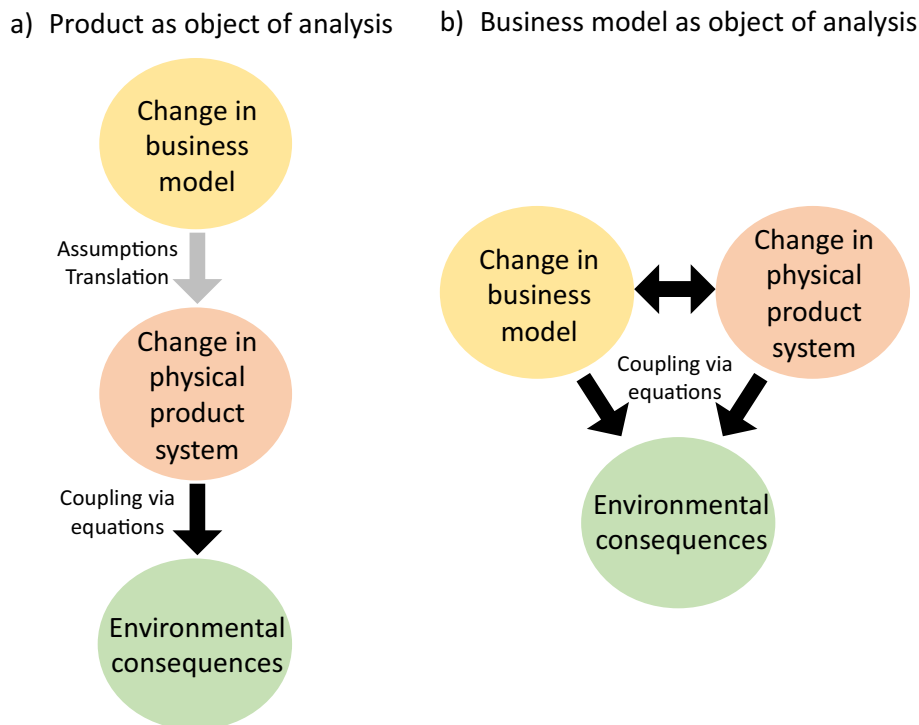 a) Product as object of analysis
Change in
business
model
Assumptions
Translation
Change in
physical
product
system
Coupling via
equations
Environmental
consequences
b) Business model as object of analysis
Change in
business
model
Change in
physical
product
system
Coupling via
equations
Environmental
consequences